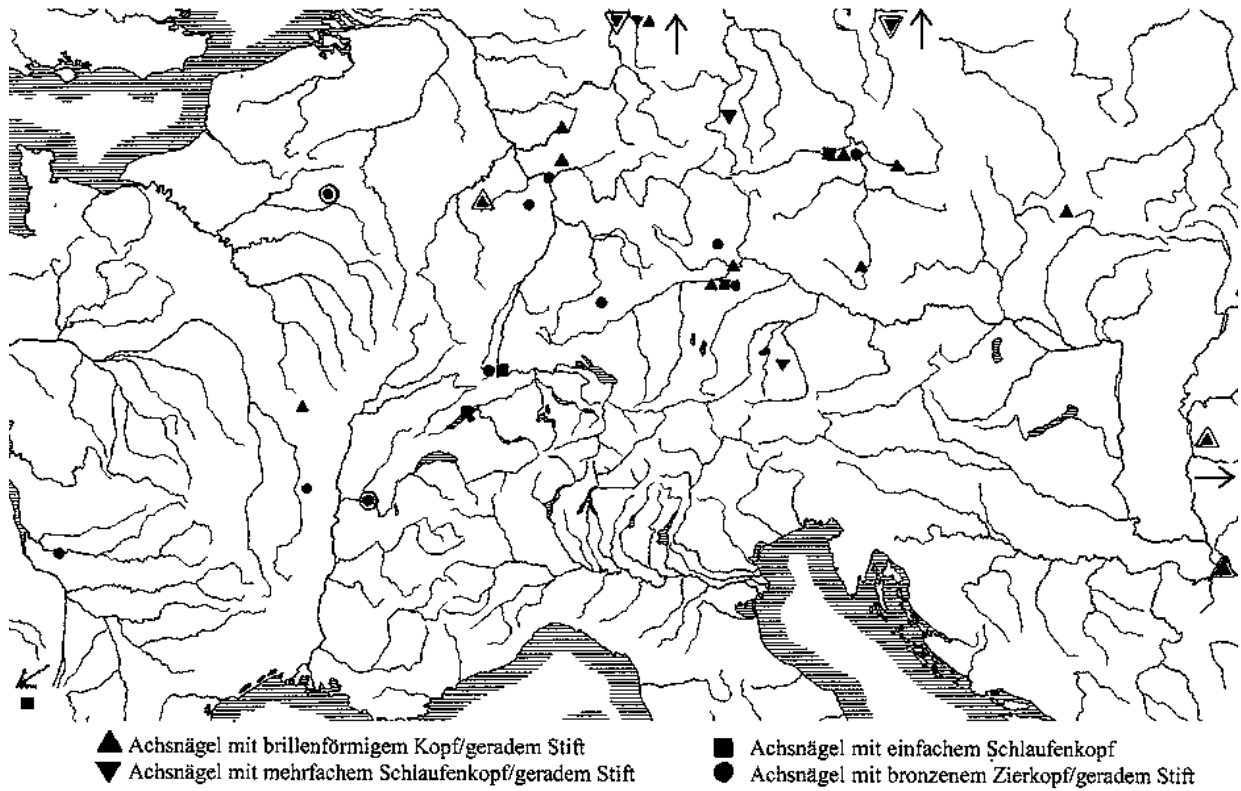 Achsnägel mit brillenförmigem Kopf/geradem Stift
Achsnägel mit mehrfachem Schlaufenkopf/geradem Stift
Achsnägel mit einfachem Schlaufenkopf
Achsnägel mit bronzenem Zierkopf/geradem Stift